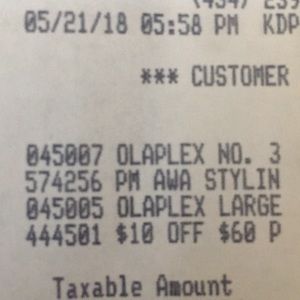 05/21/18 05:58 PM KDP
*** CUSTOMER
045007 OLAPLEX NO. 3
574256 PM AWA STYLIN
045005 OLAPLEX LARGE
444501 $10 OFF $60 P
Taxable Amount